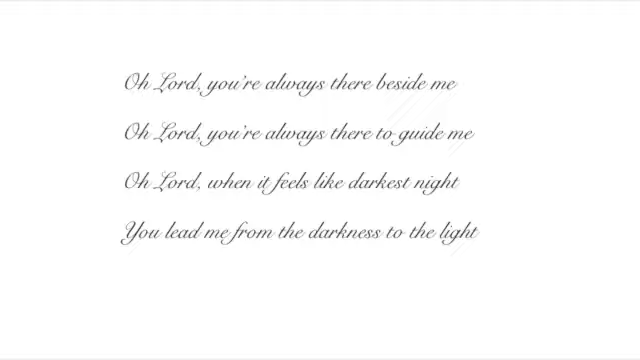 Oh Lord, you're always there beside me
Oh Lord, you're always there to guide me
Oh Lord, when it feels like darkest night
You lead me from the darkness to the light